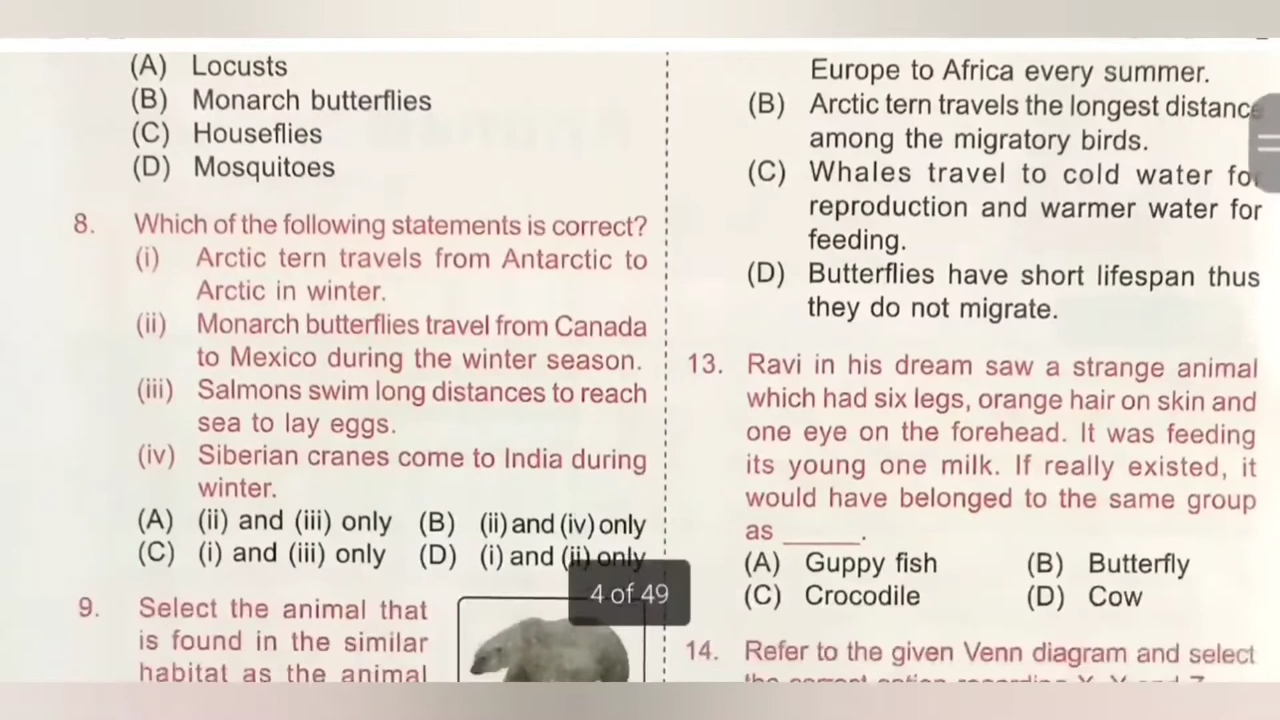 (A) Locusts
(B) Monarch butterflies
(C) Houseflies
(D) Mosquitoes
8. Which of the following statements is correct?
(i) Arctic tern travels from Antarctic to
Arctic in winter.
(ii) Monarch butterflies travel from Canada
to Mexico during the winter season.
(iii) Salmons swim long distances to reach
sea to lay eggs.
(iv) Siberian cranes come to India during
winter.
(A) (ii) and (iii) only (B) (ii) and (iv) only
(C) (i) and (iii) only (D) (i) and (ii) only
9. Select the animal that
is found in the similar
habitat as the animal
Europe to Africa every summer.
(B) Arctic tern travels the longest distance
among the migratory birds.
(C) Whales travel to cold water for
reproduction and warmer water for
feeding.
(D) Butterflies have short lifespan thus
they do not migrate.
13. Ravi in his dream saw a strange animal
which had six legs, orange hair on skin and
one eye on the forehead. It was feeding
its young one milk. If really existed, it
would have belonged to the same group
as ______.
(A) Guppy fish (B) Butterfly
(C) Crocodile (D) Cow
14. Refer to the given Venn diagram and select
4 of 49